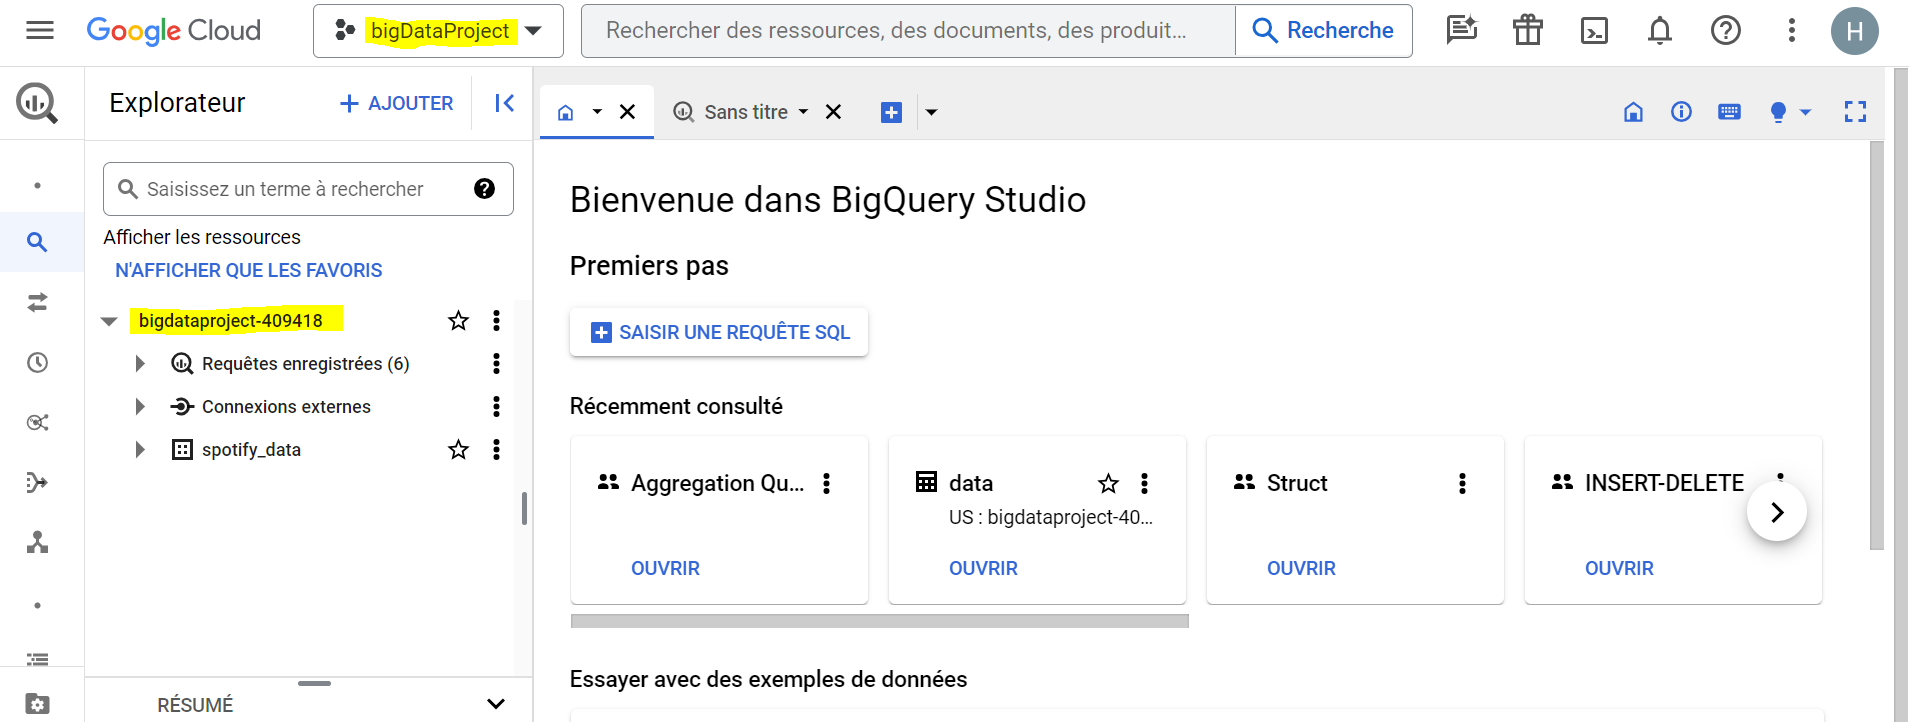 Google Cloud
bigDataProject
Rechercher des ressources, des documents, des produit...
Recherche
H
Explorateur
AJOUTER
Sans titre
Saisissez un terme à rechercher
Afficher les ressources
N'AFFICHER QUE LES FAVORIS
bigdataproject-409418
Requêtes enregistrées (6)
Connexions externes
spotify_data
RÉSUMÉ
Bienvenue dans BigQuery Studio
Premiers pas
SAISIR UNE REQUÊTE SQL
Récemment consulté
Aggregation Qu...
OUVRIR
data
US : bigdataproject-40...
OUVRIR
Struct
OUVRIR
INSERT-DELETE
OUVRIR
Essayer avec des exemples de données